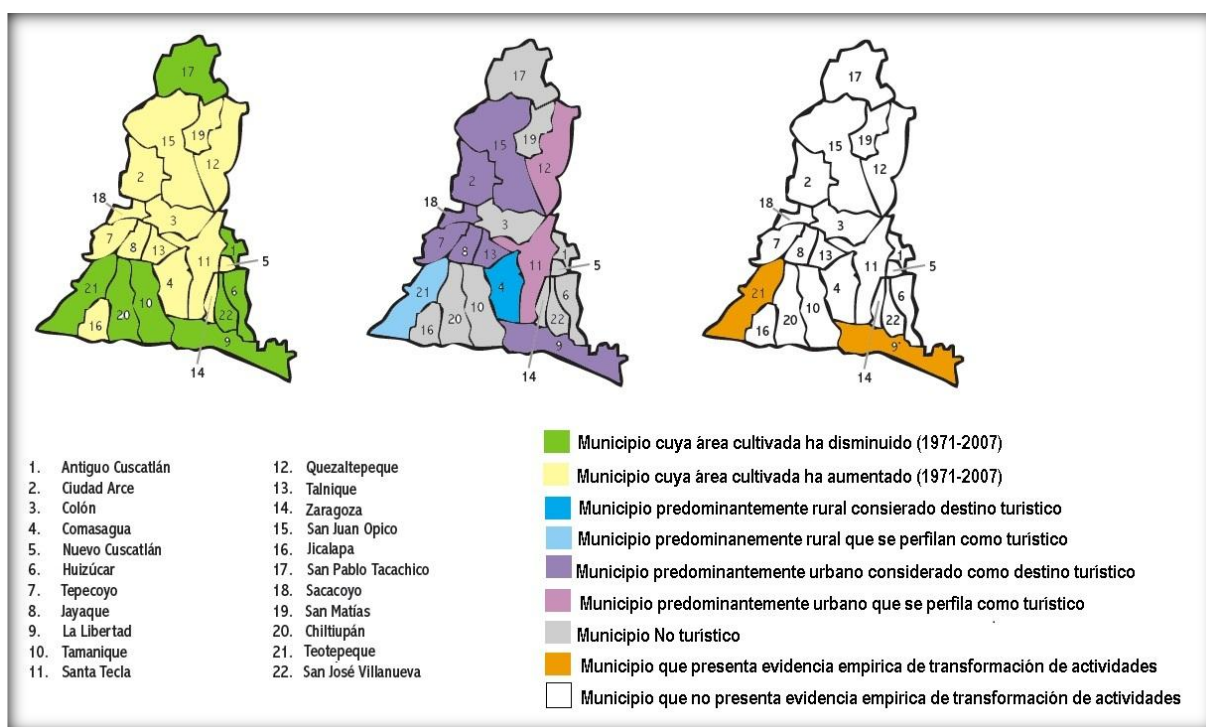 17
15
19
12
2
18
3
7
8
13
11
1
5
4
6
21
20
10
22
16
9
14
17
15
19
12
2
18
3
7
8
13
11
1
5
4
6
21
20
10
22
16
9
14
17
15
19
12
2
18
3
7
8
13
11
1
5
4
6
21
20
10
22
16
9
14
1. Antiguo Cuscatlán
2. Ciudad Arce
3. Colón
4. Comasagua
5. Nuevo Cuscatlán
6. Huizúcar
7. Tepecoyo
8. Jayaque
9. La Libertad
10. Tamanique
11. Santa Tecla
12. Quezaltepeque
13. Talnique
14. Zaragoza
15. San Juan Opico
16. Jicalapa
17. San Pablo Tacachico
18. Sacacoyo
19. San Matías
20. Chiltiupán
21. Teotepeque
22. San José Villanueva
Municipio cuya área cultivada ha disminuido (1971-2007)
Municipio cuya área cultivada ha aumentado (1971-2007)
Municipio predominantemente rural consierado destino turistico
Municipio predominanemente rural que se perfilan como turístico
Municipio predominantemente urbano considerado como destino turístico
Municipio predominantemente urbano que se perfila como turístico
Municipio No turístico
Municipio que presenta evidencia empirica de transformación de actividades
Municipio que no presenta evidencia empirica de transformación de actividades